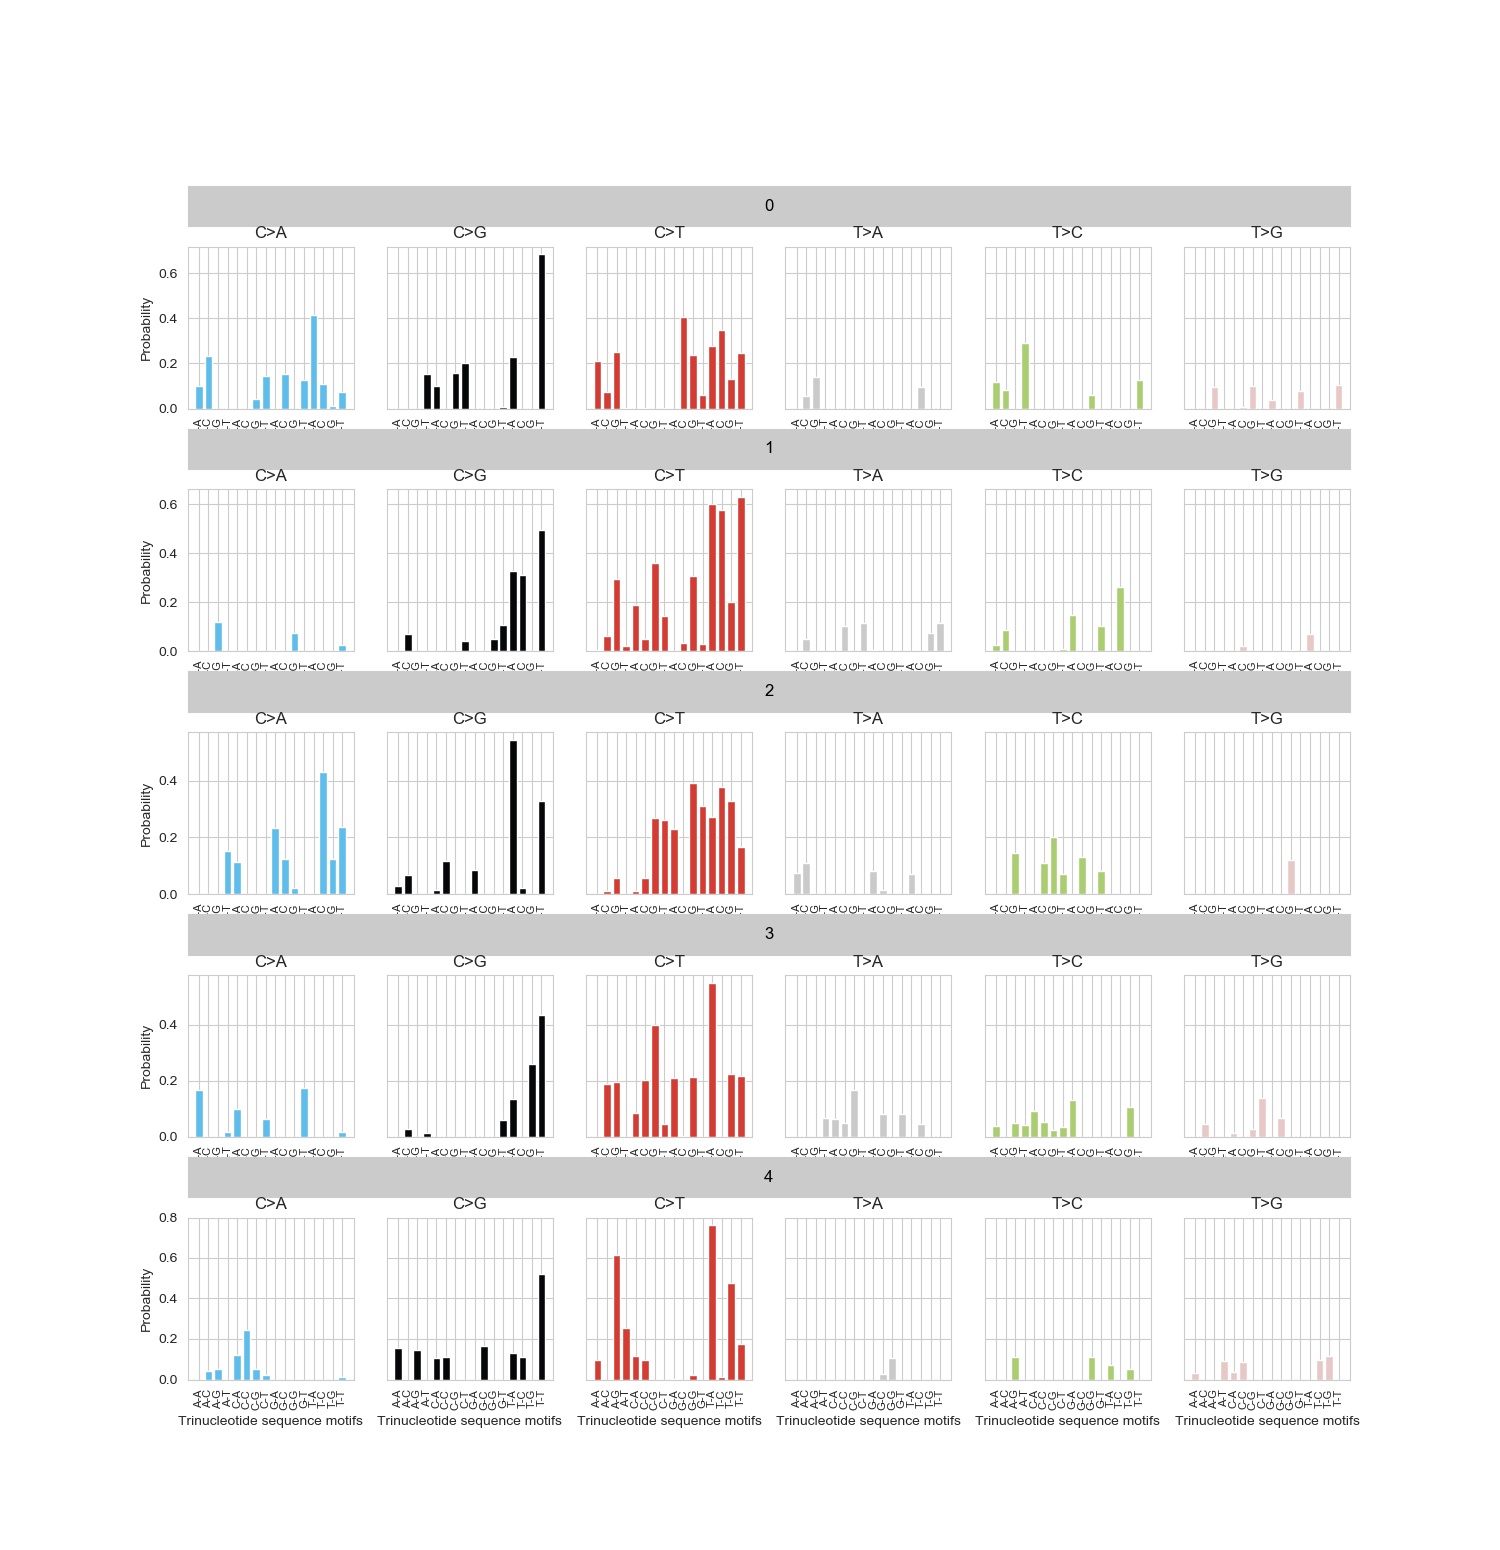 0
C>A C>G C>T T>A T>C T>G
Probability
0.6
0.4
0.2
0.0
1
C>A C>G C>T T>A T>C T>G
Probability
0.6
0.4
0.2
0.0
2
C>A C>G C>T T>A T>C T>G
Probability
0.4
0.2
0.0
3
C>A C>G C>T T>A T>C T>G
Probability
0.4
0.2
0.0
4
C>A C>G C>T T>A T>C T>G
Probability
0.8
0.6
0.4
0.2
0.0
A-A A-C A-G A-T C-A C-C C-G C-T G-A G-C G-G G-T T-A T-C T-G T-T
A-A A-C A-G A-T C-A C-C C-G C-T G-A G-C G-G G-T T-A T-C T-G T-T
A-A A-C A-G A-T C-A C-C C-G C-T G-A G-C G-G G-T T-A T-C T-G T-T
A-A A-C A-G A-T C-A C-C C-G C-T G-A G-C G-G G-T T-A T-C T-G T-T
A-A A-C A-G A-T C-A C-C C-G C-T G-A G-C G-G G-T T-A T-C T-G T-T
A-A A-C A-G A-T C-A C-C C-G C-T G-A G-C G-G G-T T-A T-C T-G T-T
Trinucleotide sequence motifs Trinucleotide sequence motifs Trinucleotide sequence motifs Trinucleotide sequence motifs Trinucleotide sequence motifs Trinucleotide sequence motifs